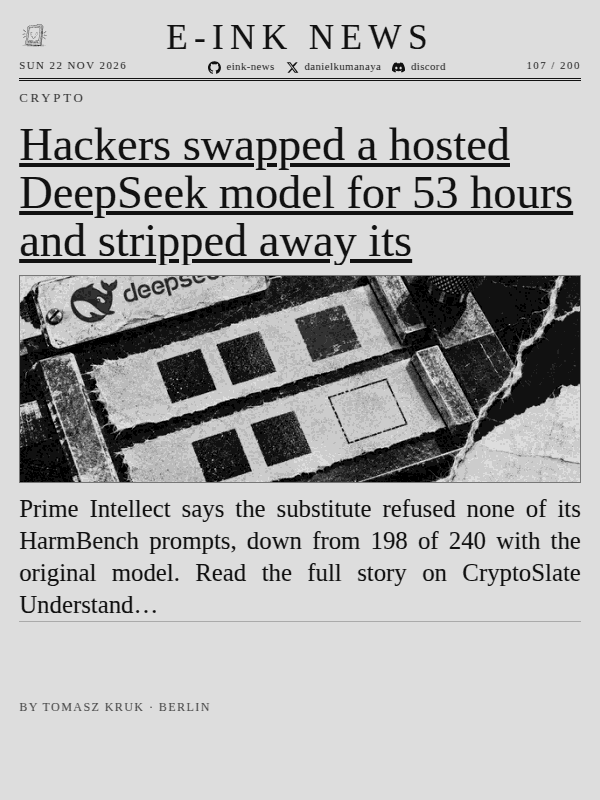 E-INK NEWS
SUN 22 NOV 2026
eink-news
danielkumanaya
discord
107 / 200
CRYPTO
Hackers swapped a hosted
DeepSeek model for 53 hours
and stripped away its
deepseek
Prime Intellect says the substitute refused none of its
HarmBench prompts, down from 198 of 240 with the
original model. Read the full story on CryptoSlate
Understand…
BY TOMASZ KRUK · BERLIN